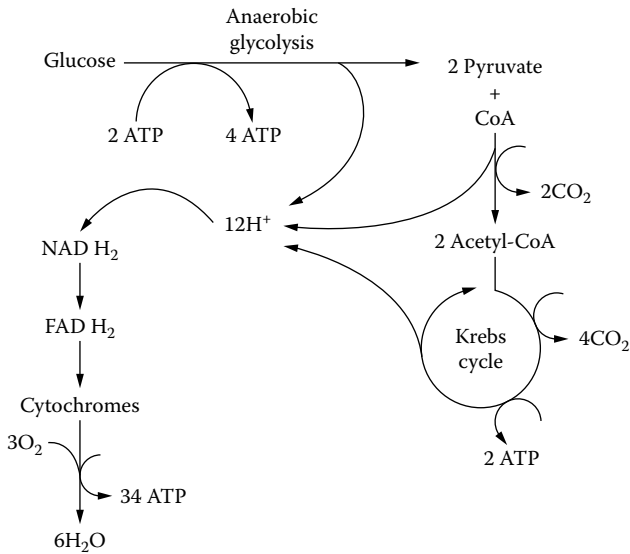 Anaerobic
glycolysis
Glucose
2 Pyruvate
+
CoA
2 ATP
4 ATP
2CO₂
12H⁺
2 Acetyl-CoA
NAD H₂
FAD H₂
Krebs
cycle
4CO₂
Cytochromes
3O₂
2 ATP
34 ATP
6H₂O